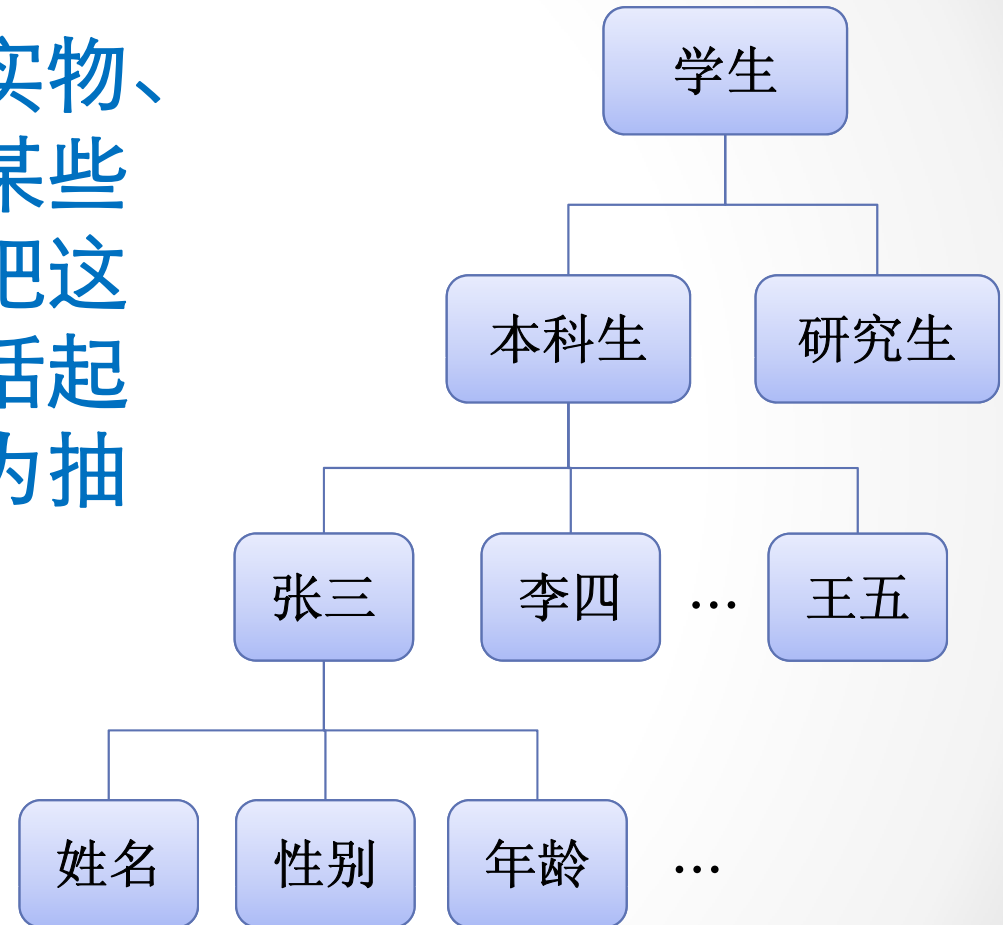 实物、
某些
把这
括起
为抽
学生
本科生
研究生
张三
李四
...
王五
姓名
性别
年龄
...